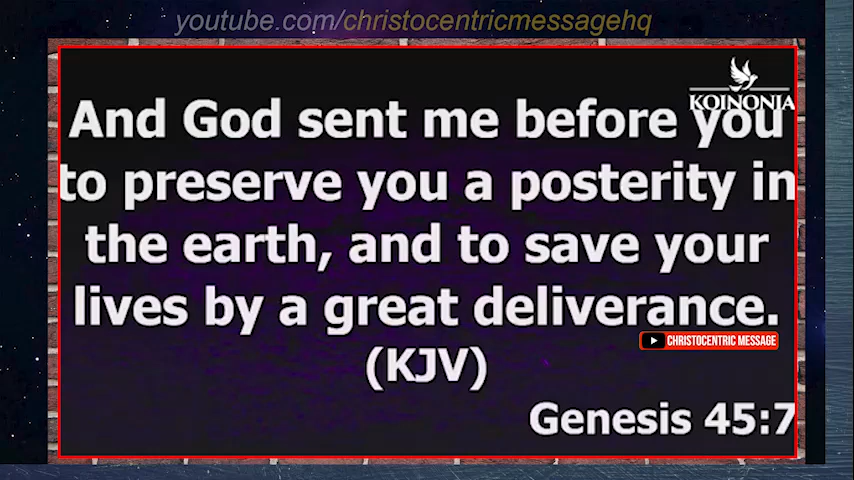 youtube.com/christocentricmessagehq
KOINONIA
And God sent me before you
to preserve you a posterity in
the earth, and to save your
lives by a great deliverance.
CHRISTOCENTRIC MESSAGE
(KJV)
Genesis 45:7